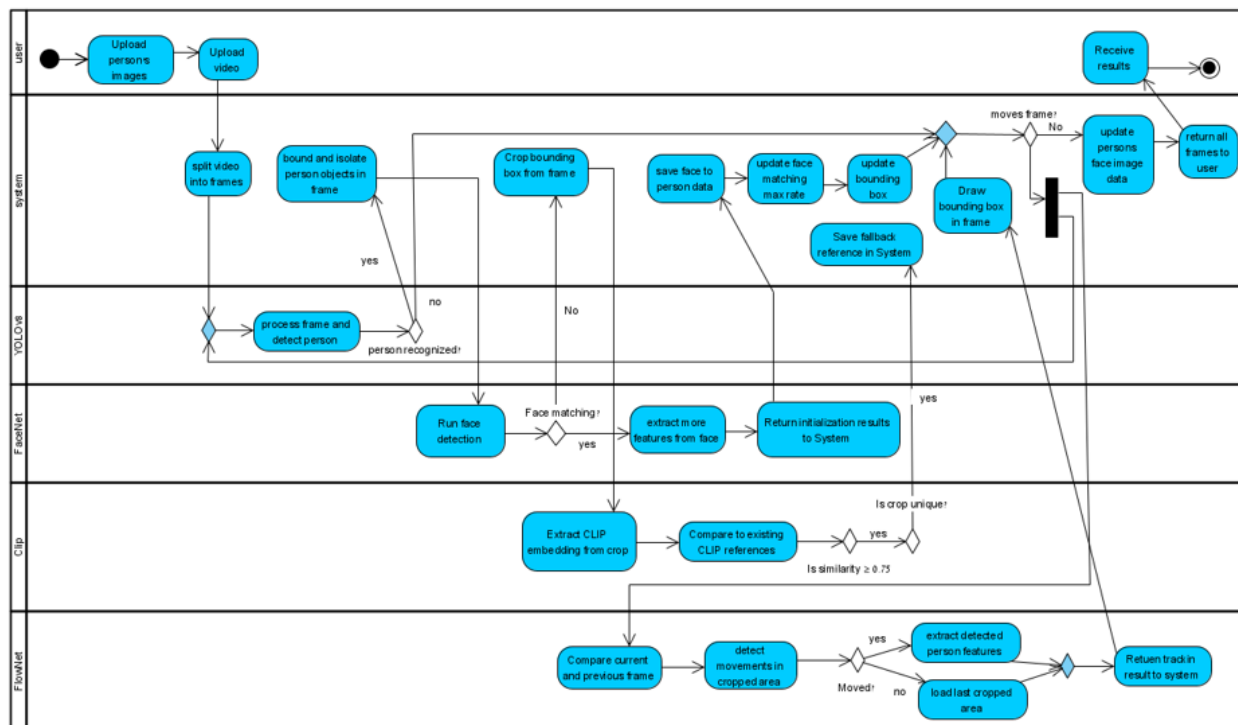 user
Upload
person's
images
Upload
video
Receive
results
system
split video
into frames
bound and isolate
person objects in
frame
Crop bounding
box from frame
save face to
person data
update face
matching
max rate
update
bounding
box
Draw
bounding box
in frame
moves frame?
No
update
persons
face image
data
return all
frames to
user
Save fallback
reference in System
yes
no
No
YOLOv8
process frame and
detect person
person recognized?
FaceNet
Run face
detection
Face matching?
yes
extract more
features from face
Return initialization results
to System
yes
Clip
Extract CLIP
embedding from crop
Compare to existing
CLIP references
yes
Is similarity ≥ 0.75
Is crop unique?
FlowNet
Compare current
and previous frame
detect
movements in
cropped area
Moved?
yes
no
extract detected
person features
load last cropped
area
Retuen trackin
result to system